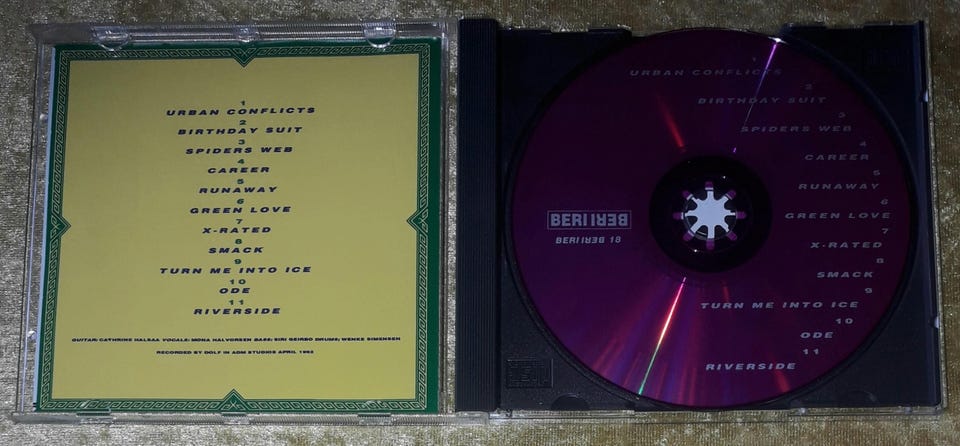 1
URBAN CONFLICTS
2
BIRTHDAY SUIT
3
SPIDERS WEB
4
CAREER
5
RUNAWAY
6
GREEN LOVE
7
X-RATED
8
SMACK
9
TURN ME INTO ICE
10
ODE
11
RIVERSIDE
GUITAR: CATHRINE HALSAA VOCALS: MONA HALVORSEN BASS: SIRI DRUMS: WENKE SIMENSEN
RECORDED BY DOLF IN ADM STUDIOS APRIL
1
URBAN CONFLICTS
2
BIRTHDAY SUIT
3
SPIDERS WEB
4
CAREER
5
RUNAWAY
6
GREEN LOVE
7
X-RATED
8
SMACK
9
TURN ME INTO ICE
10
ODE
11
RIVERSIDE
BERI BERI
BERI BERI